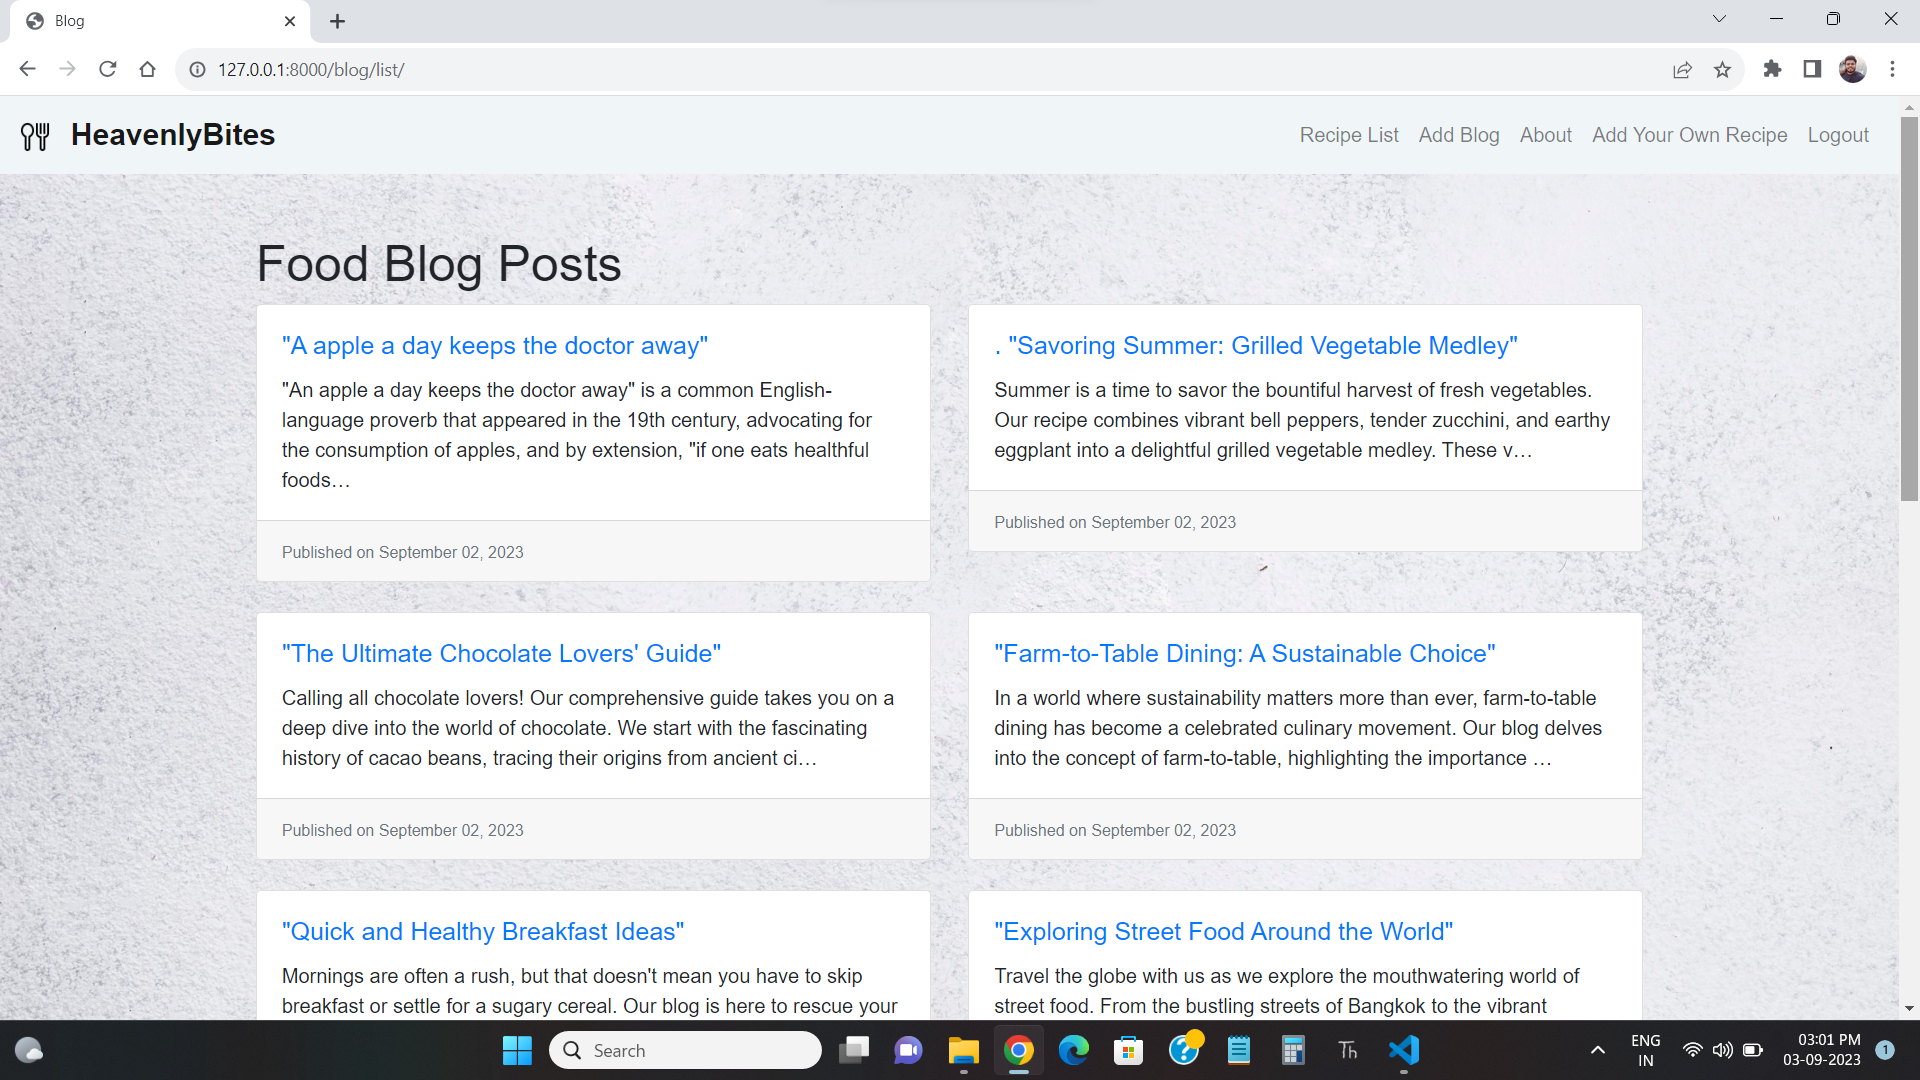 Blog
127.0.0.1:8000/blog/list/
HeavenlyBites
Recipe List Add Blog About Add Your Own Recipe Logout
Food Blog Posts
"A apple a day keeps the doctor away"
"An apple a day keeps the doctor away" is a common English-
language proverb that appeared in the 19th century, advocating for
the consumption of apples, and by extension, "if one eats healthful
foods…
Published on September 02, 2023
. "Savoring Summer: Grilled Vegetable Medley"
Summer is a time to savor the bountiful harvest of fresh vegetables.
Our recipe combines vibrant bell peppers, tender zucchini, and earthy
eggplant into a delightful grilled vegetable medley. These v…
Published on September 02, 2023
"The Ultimate Chocolate Lovers' Guide"
Calling all chocolate lovers! Our comprehensive guide takes you on a
deep dive into the world of chocolate. We start with the fascinating
history of cacao beans, tracing their origins from ancient ci…
Published on September 02, 2023
"Farm-to-Table Dining: A Sustainable Choice"
In a world where sustainability matters more than ever, farm-to-table
dining has become a celebrated culinary movement. Our blog delves
into the concept of farm-to-table, highlighting the importance …
Published on September 02, 2023
"Quick and Healthy Breakfast Ideas"
Mornings are often a rush, but that doesn't mean you have to skip
breakfast or settle for a sugary cereal. Our blog is here to rescue your
"Exploring Street Food Around the World"
Travel the globe with us as we explore the mouthwatering world of
street food. From the bustling streets of Bangkok to the vibrant
Search
Th
ENG
IN
03:01 PM
03-09-2023
1